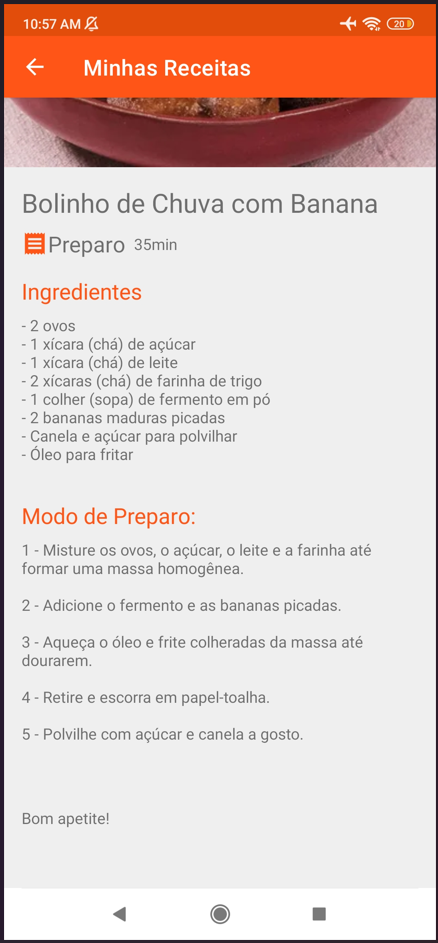 10:57 AM
20
Minhas Receitas
Bolinho de Chuva com Banana
Preparo 35min
Ingredientes
- 2 ovos
- 1 xícara (chá) de açúcar
- 1 xícara (chá) de leite
- 2 xícaras (chá) de farinha de trigo
- 1 colher (sopa) de fermento em pó
- 2 bananas maduras picadas
- Canela e açúcar para polvilhar
- Óleo para fritar
Modo de Preparo:
1 - Misture os ovos, o açúcar, o leite e a farinha até
formar uma massa homogênea.
2 - Adicione o fermento e as bananas picadas.
3 - Aqueça o óleo e frite colheradas da massa até
dourarem.
4 - Retire e escorra em papel-toalha.
5 - Polvilhe com açúcar e canela a gosto.
Bom apetite!